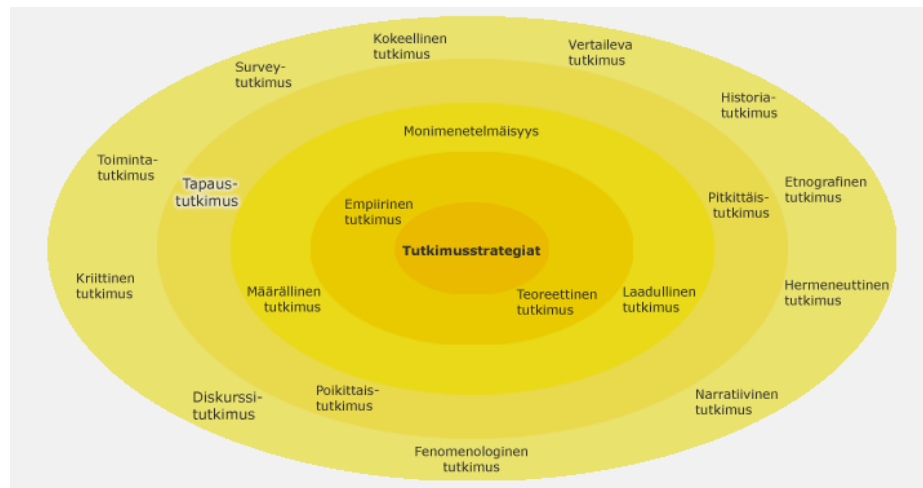 Kokeellinen
tutkimus
Vertaileva
tutkimus
Survey-
tutkimus
Historia-
tutkimus
Monimenetelmäisyys
Toiminta-
tutkimus
Tapaus-
tutkimus
Etnografinen
tutkimus
Pitkittäis-
tutkimus
Empiirinen
tutkimus
Tutkimusstrategiat
Kriittinen
tutkimus
Määrällinen
tutkimus
Teoreettinen
tutkimus
Laadullinen
tutkimus
Hermeneuttinen
tutkimus
Diskurssi-
tutkimus
Poikittais-
tutkimus
Narratiivinen
tutkimus
Fenomenologinen
tutkimus